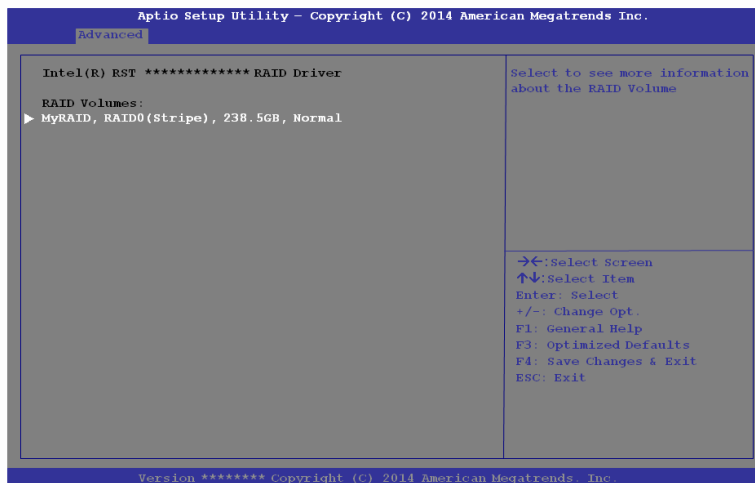 Aptio Setup Utility – Copyright (C) 2014 American Megatrends Inc.
Advanced
Intel(R) RST ************* RAID Driver
RAID Volumes:
MyRAID, RAID0(Stripe), 238.5GB, Normal
Select to see more information
about the RAID Volume
→←:Select Screen
↑↓:Select Item
Enter: Select
+/-: Change Opt.
F1: General Help
F3: Optimized Defaults
F4: Save Changes & Exit
ESC: Exit
Version ******** Copyright (C) 2014 American Megatrends. Inc.